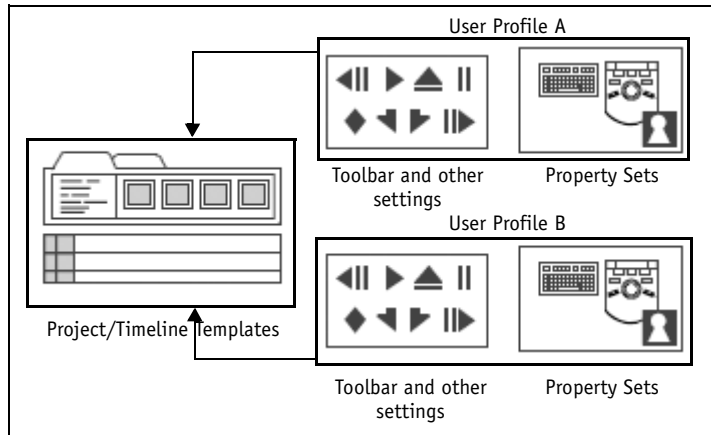 User Profile A
Toolbar and other
settings
Property Sets
User Profile B
Project/Timeline Templates
Toolbar and other
settings
Property Sets